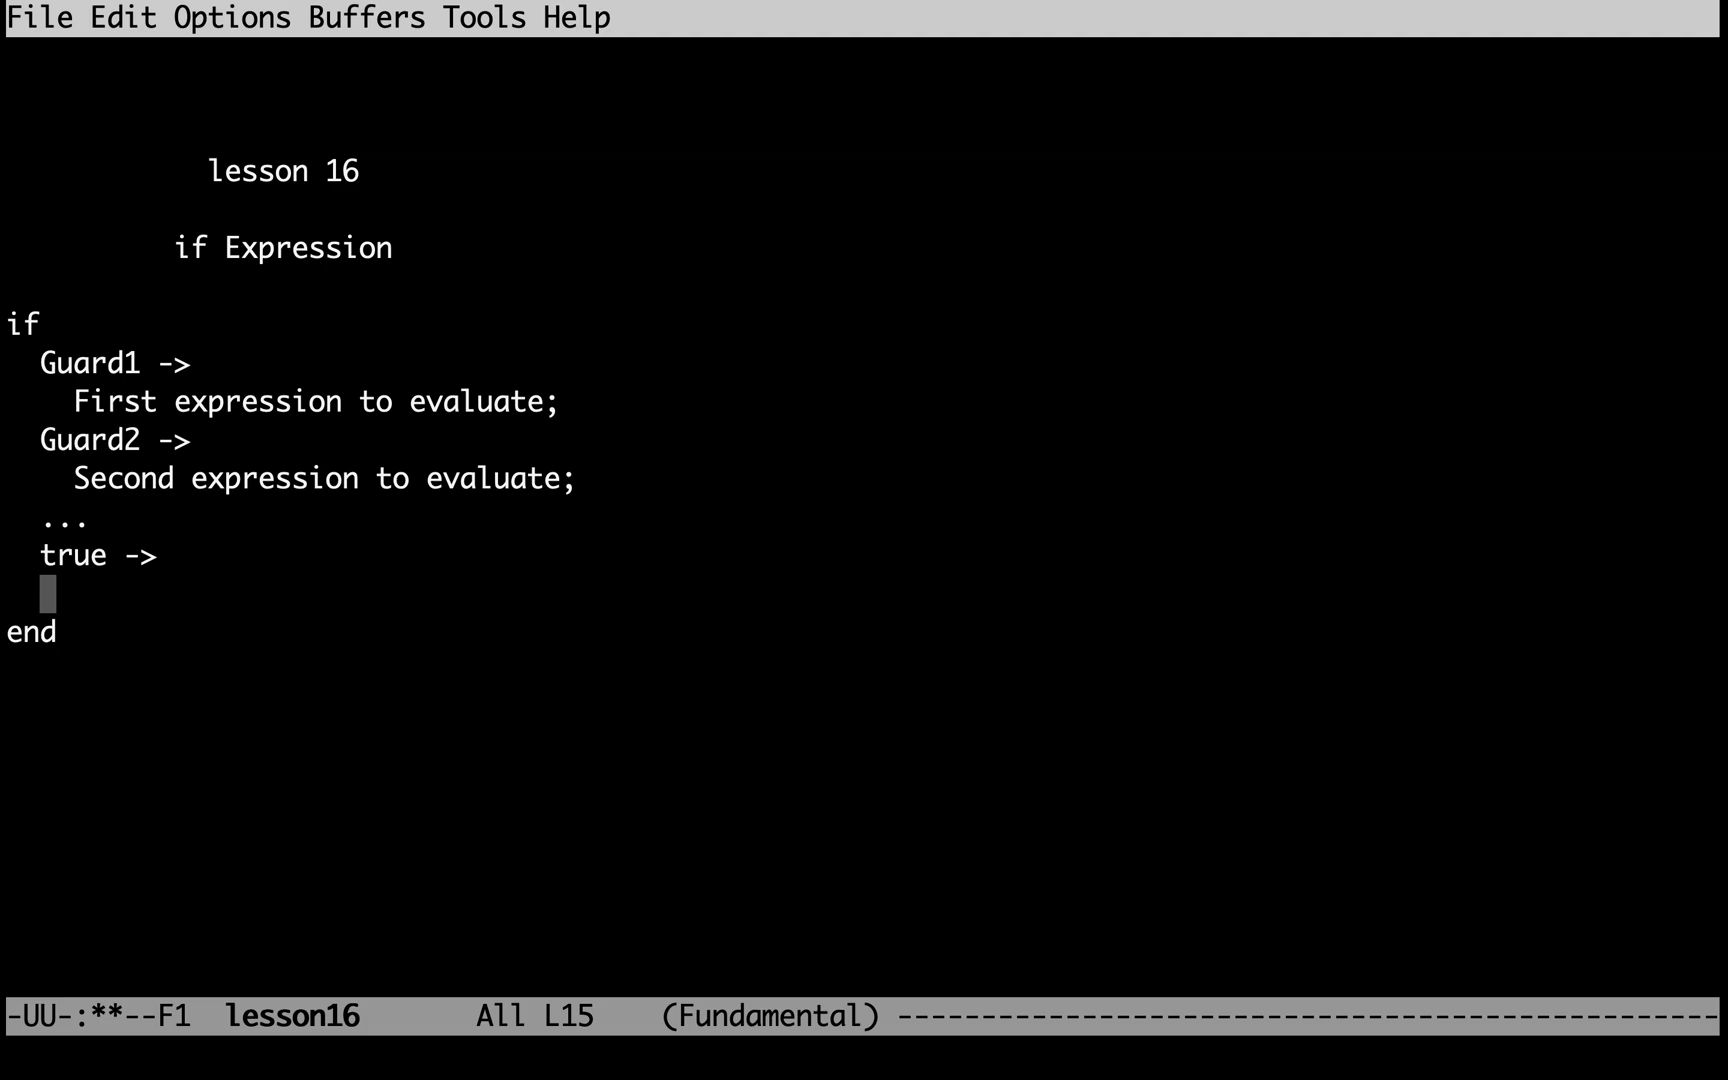 File Edit Options Buffers Tools Help
lesson 16
if Expression
if
Guard1 ->
First expression to evaluate;
Guard2 ->
Second expression to evaluate;
...
true ->
end
-UU-:**--F1 lesson16 All L15 (Fundamental) -------------------------------------------------